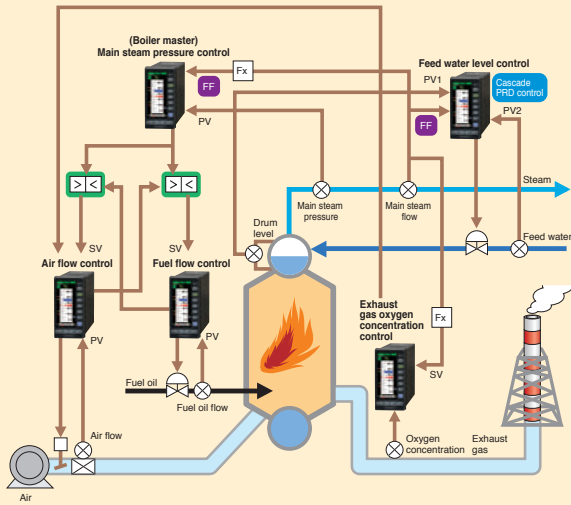 (Boiler master)
Main steam pressure control
Fx
FF
PV
Feed water level control
PV1
Cascade
PRD control
FF
PV2
> <
> <
SV
SV
Steam
Main steam
pressure
Main steam
flow
Drum
level
Feed water
Air flow control
Fuel flow control
PV
PV
Exhaust
gas oxygen
concentration
control
Fx
SV
Fuel oil
Fuel oil flow
Air flow
Oxygen
concentration
Exhaust
gas
Air